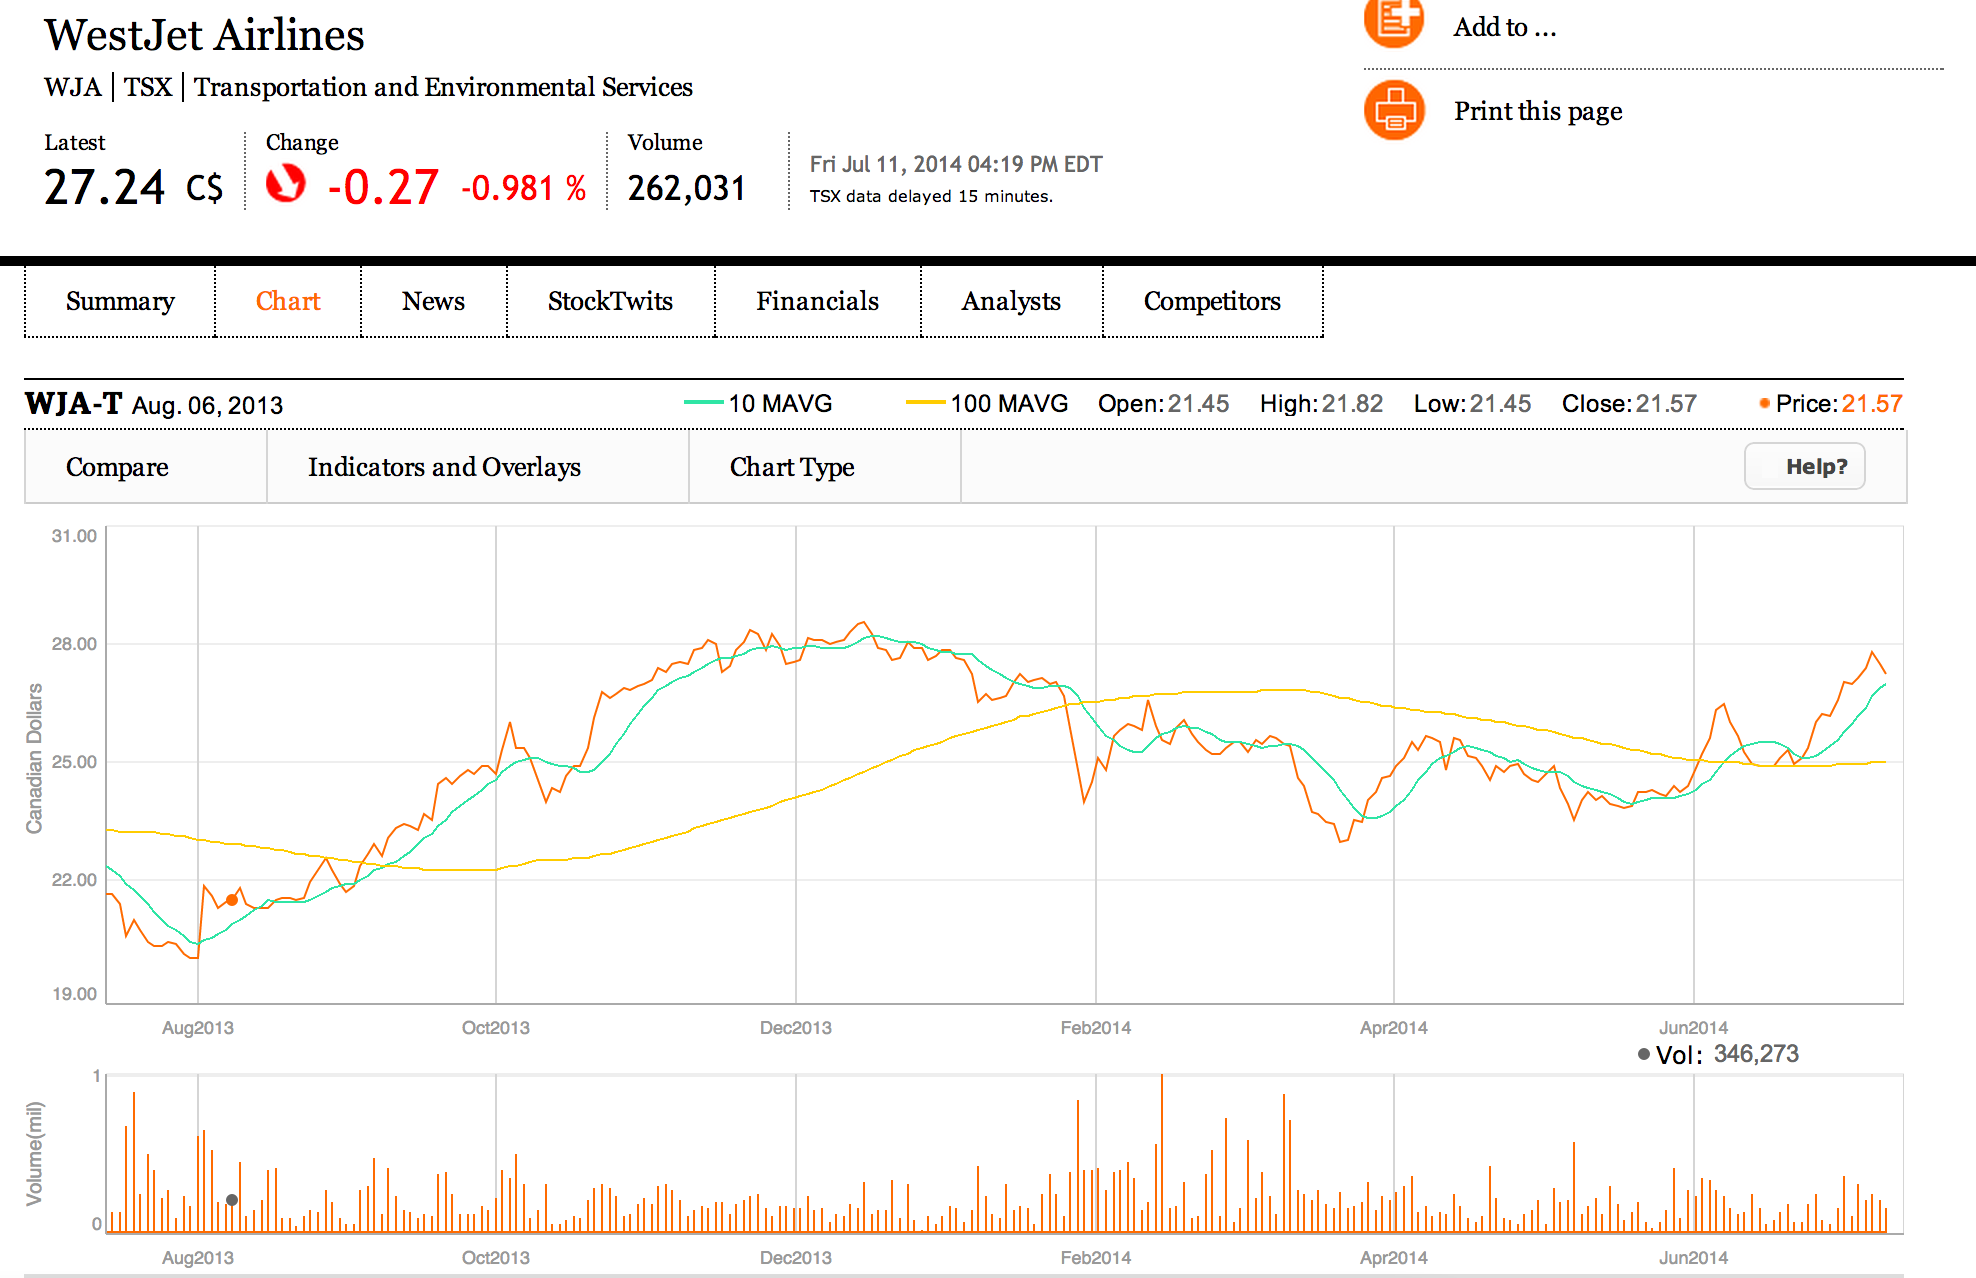 WestJet Airlines
Add to ...
WJA | TSX | Transportation and Environmental Services
Print this page
Latest
Change
Volume
27.24 C$
-0.27 -0.981 %
262,031
Fri Jul 11, 2014 04:19 PM EDT
TSX data delayed 15 minutes.
Summary
Chart
News
StockTwits
Financials
Analysts
Competitors
WJA-T Aug. 06, 2013
10 MAVG
100 MAVG
Open: 21.45
High: 21.82
Low: 21.45
Close: 21.57
Price: 21.57
Compare
Indicators and Overlays
Chart Type
Help?
Canadian Dollars
31.00
28.00
25.00
22.00
19.00
Aug2013
Oct2013
Dec2013
Feb2014
Apr2014
Jun2014
Vol: 346,273
Volume(mil)
1
0
Aug2013
Oct2013
Dec2013
Feb2014
Apr2014
Jun2014